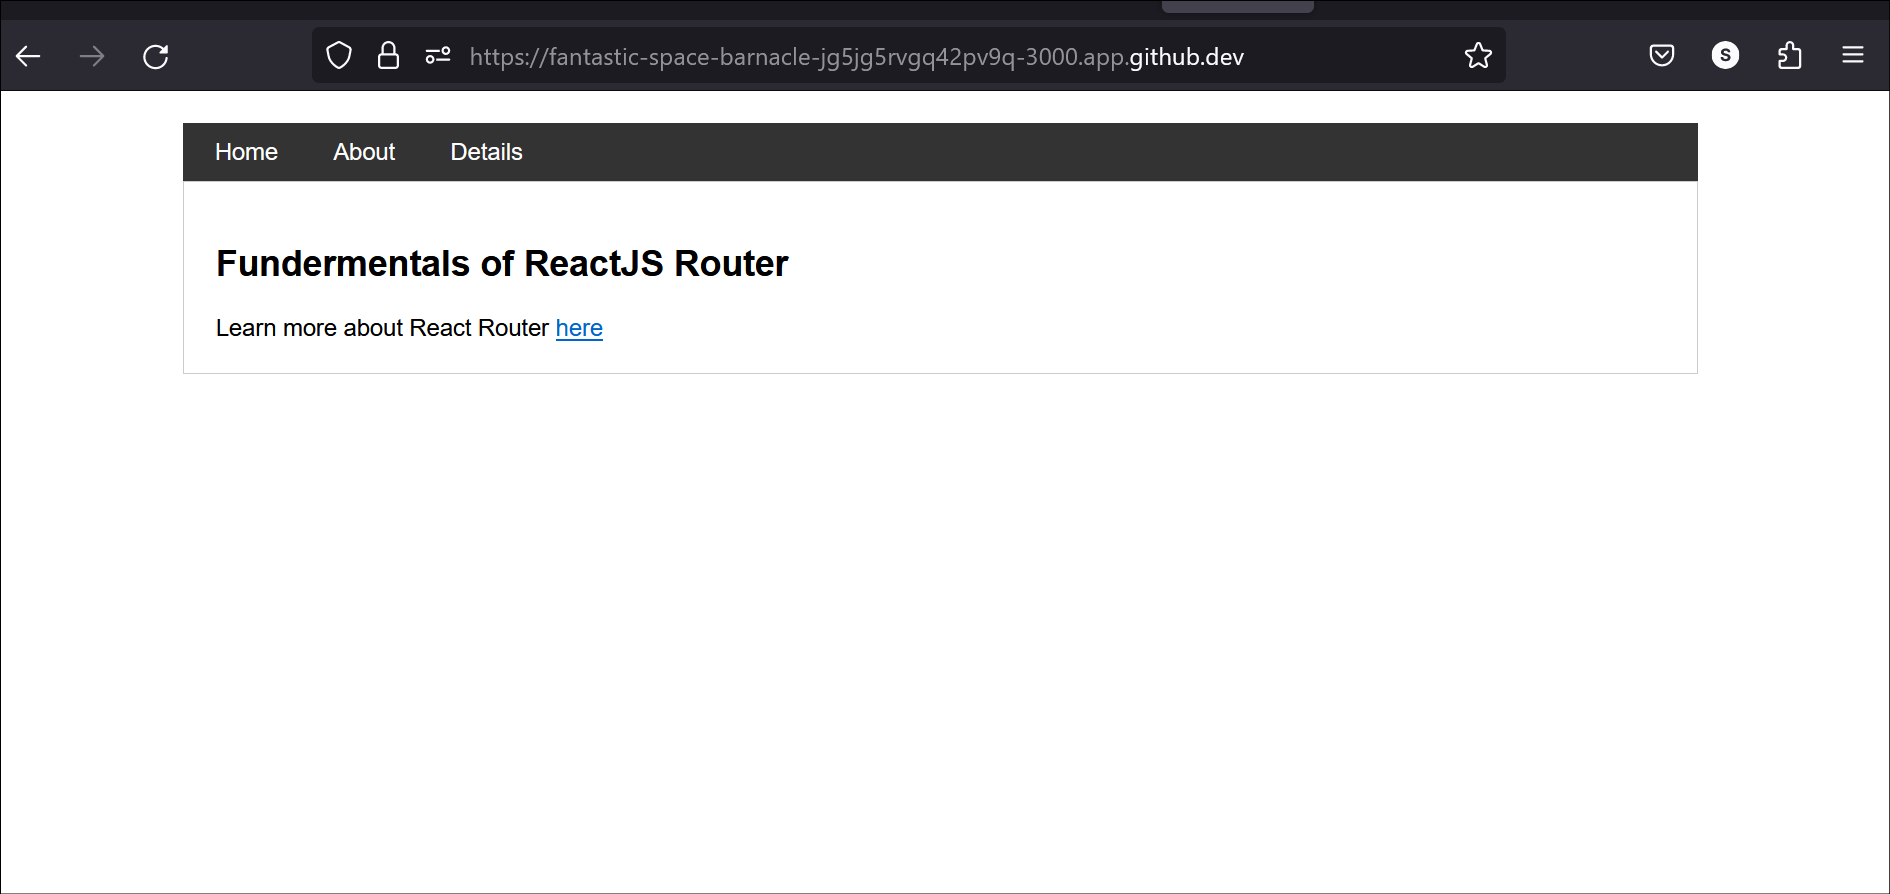 https://fantastic-space-barnacle-jg5jg5rvgq42pv9q-3000.app.github.dev
S
Home About Details
Fundermentals of ReactJS Router
Learn more about React Router here